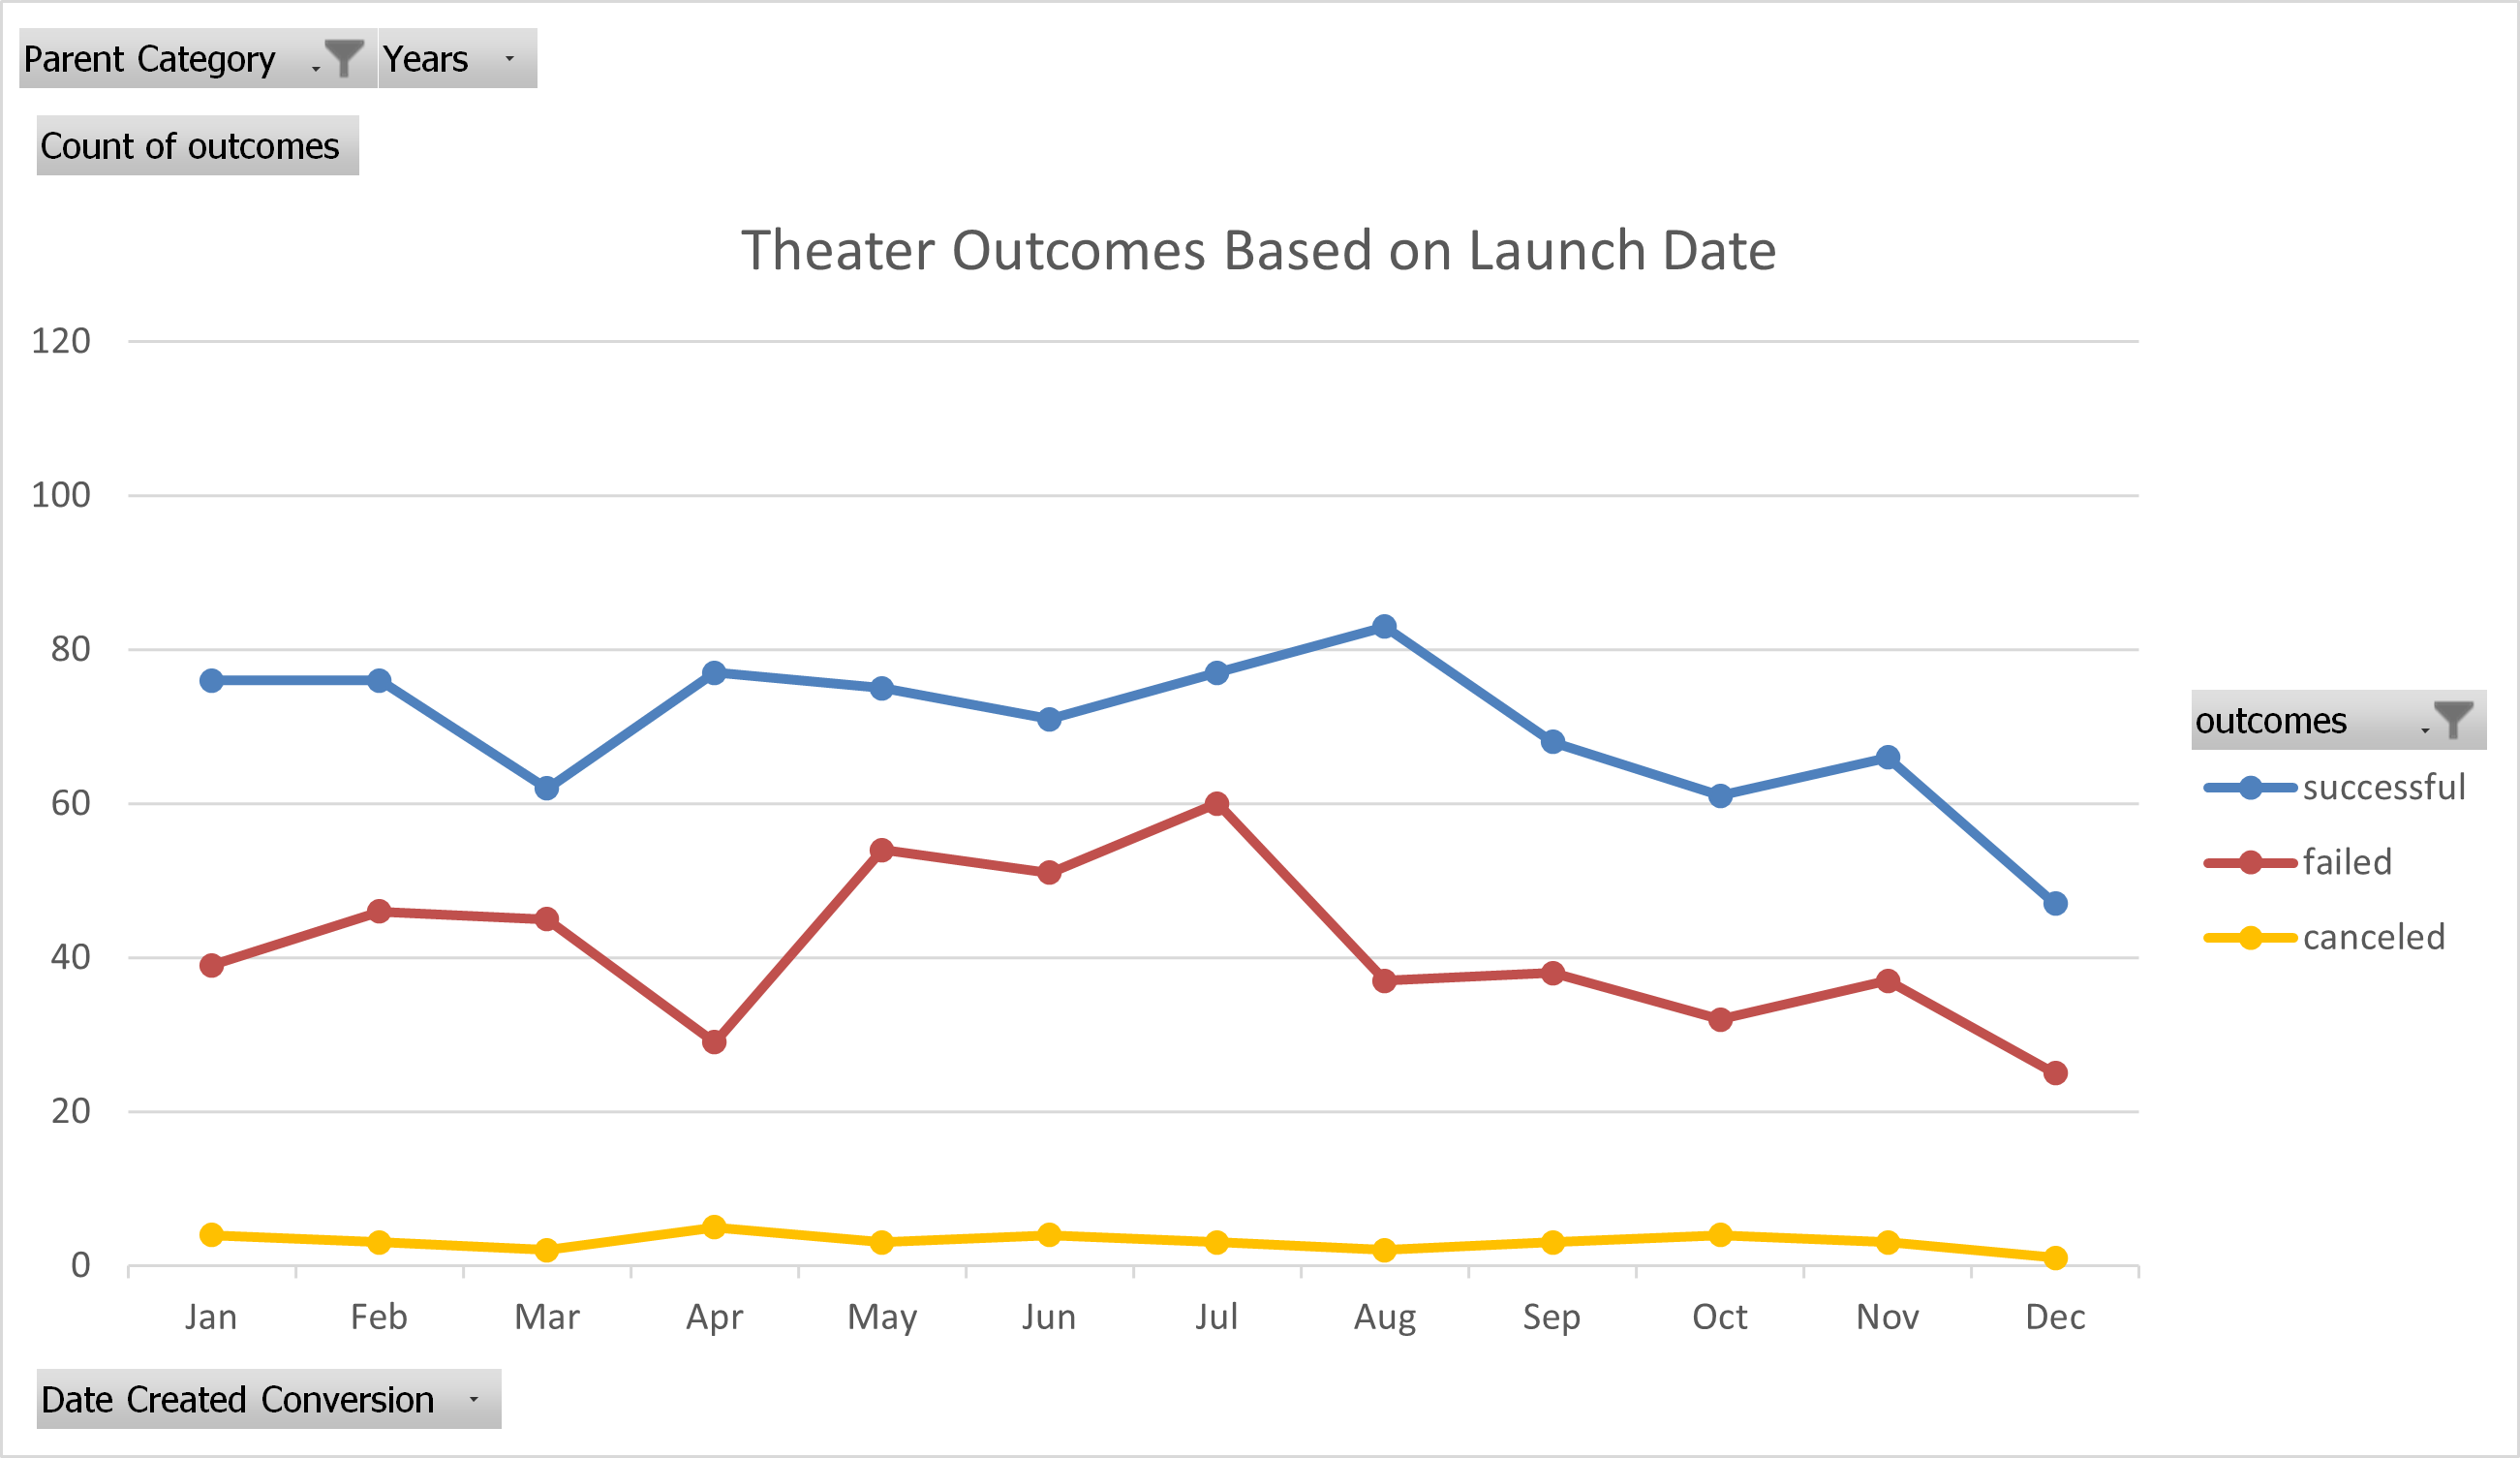 Parent Category Years
Count of outcomes
Theater Outcomes Based on Launch Date
120
100
80
60
40
20
0
Jan Feb Mar Apr May Jun Jul Aug Sep Oct Nov Dec
outcomes
successful
failed
canceled
Date Created Conversion